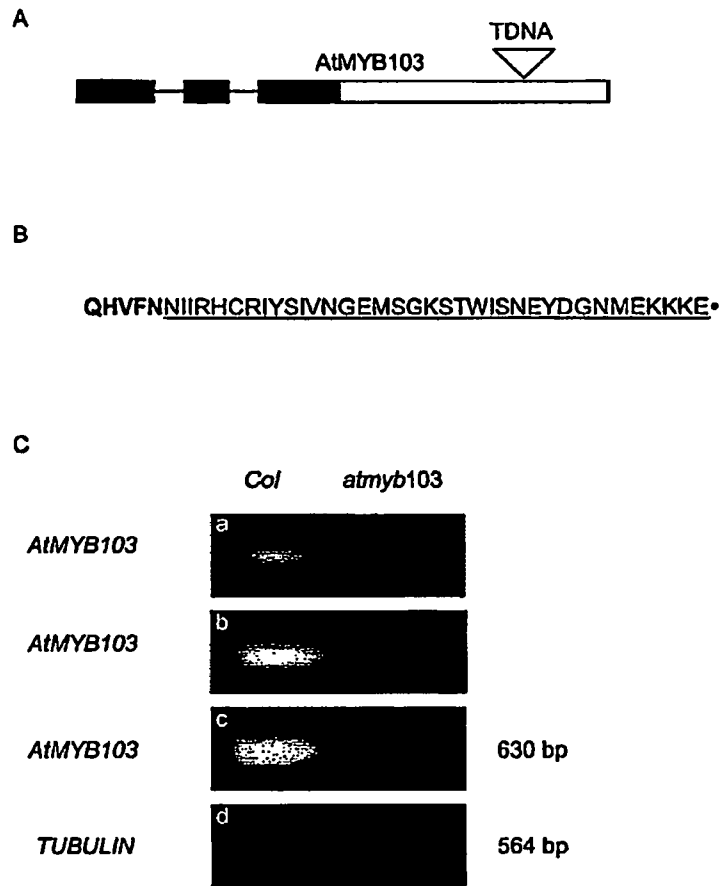 A
TDNA
AtMYB103
B
QHVFNNIIRHCRIYSIVNGEMSGKSTWISNEYDGNMEKKKE•
C
Col atmyb103
AtMYB103 a
AtMYB103 b
AtMYB103 c 630 bp
TUBULIN d 564 bp